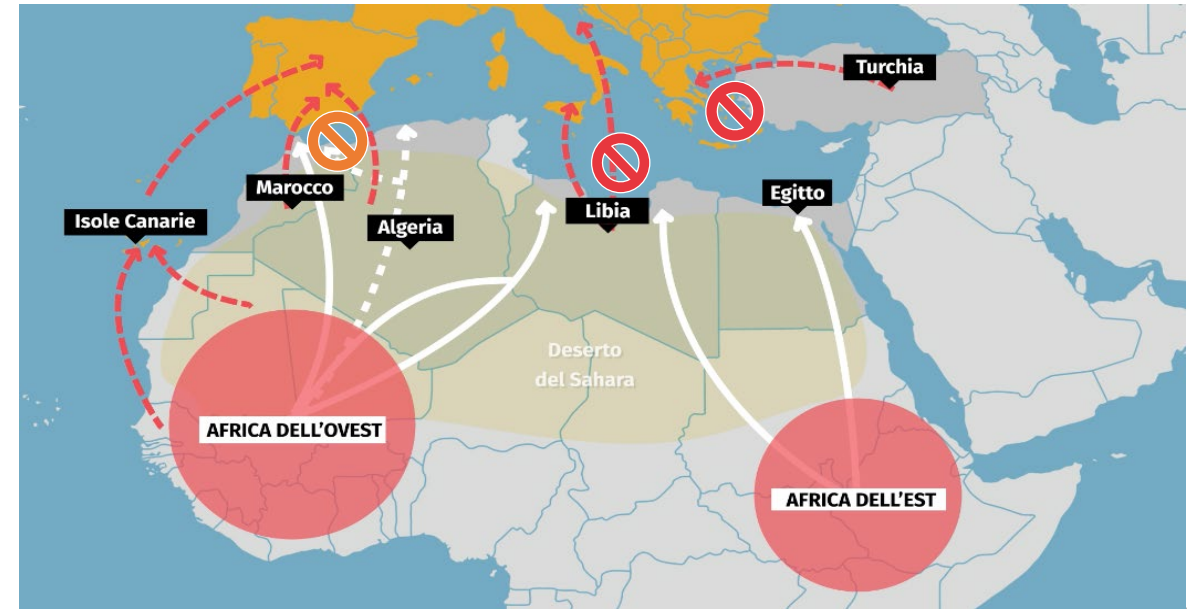 Turchia
Marocco
Egitto
Isole Canarie
Libia
Algeria
Deserto
del Sahara
AFRICA DELL'OVEST
AFRICA DELL'EST